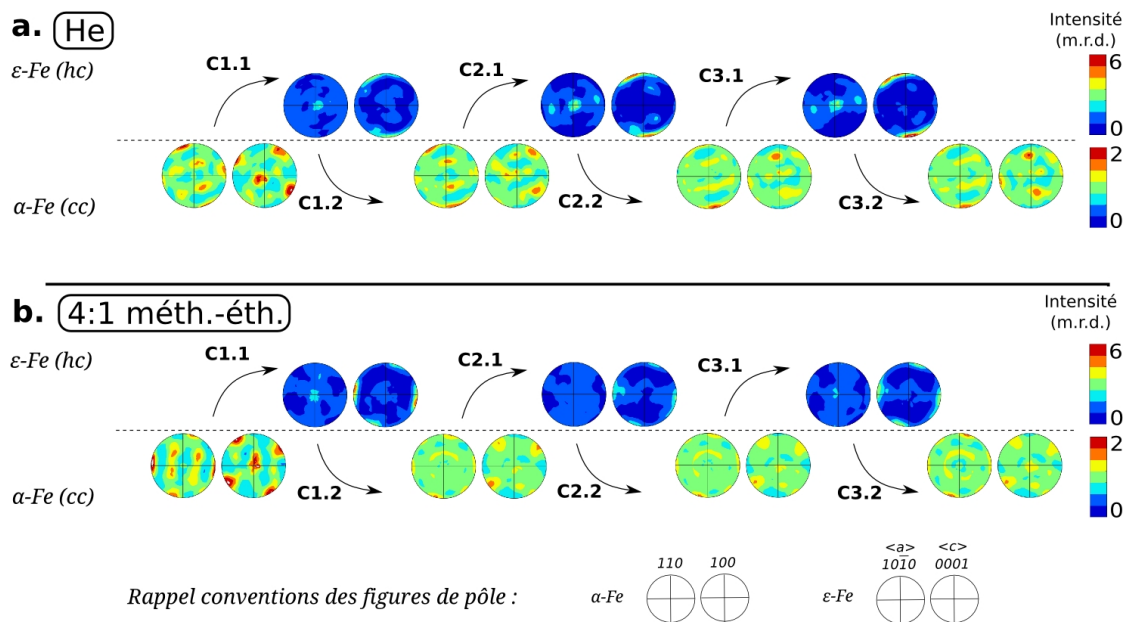 a. He
Intensité
(m.r.d.)
ε-Fe (hc)
C1.1
C2.1
C3.1
6
0
2
0
α-Fe (cc)
C1.2
C2.2
C3.2
b. 4:1 méth.-éth.
Intensité
(m.r.d.)
ε-Fe (hc)
C1.1
C2.1
C3.1
6
0
2
0
α-Fe (cc)
C1.2
C2.2
C3.2
<a> <c>
110 100 101̅0 0001
Rappel conventions des figures de pôle : α-Fe ε-Fe